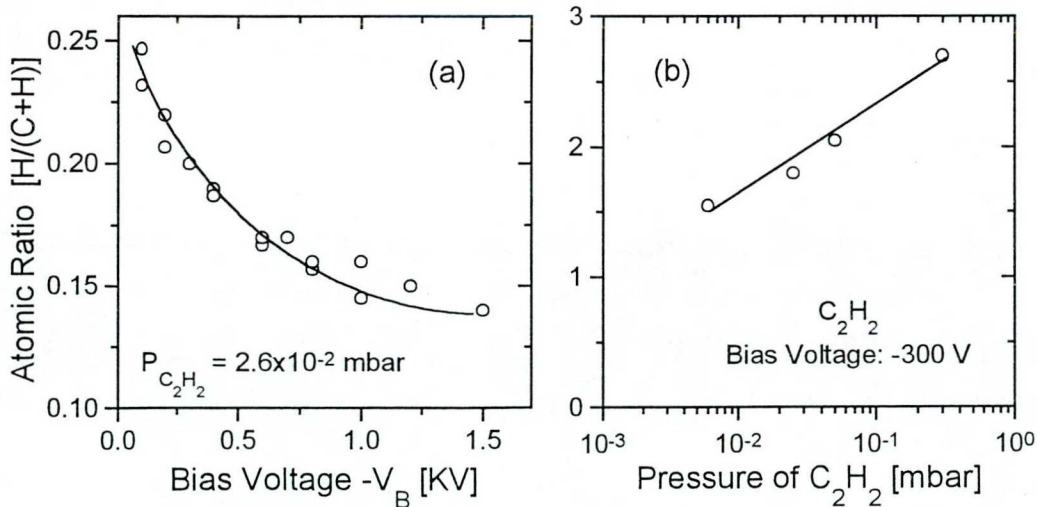 Atomic Ratio [H/(C+H)]
0.25
0.20
0.15
0.10
(a)
P_C₂H₂ = 2.6x10⁻² mbar
0.0
0.5
1.0
1.5
Bias Voltage -V_B [KV]
3
2
1
0
(b)
C₂H₂
Bias Voltage: -300 V
10⁻³
10⁻²
10⁻¹
10⁰
Pressure of C₂H₂ [mbar]